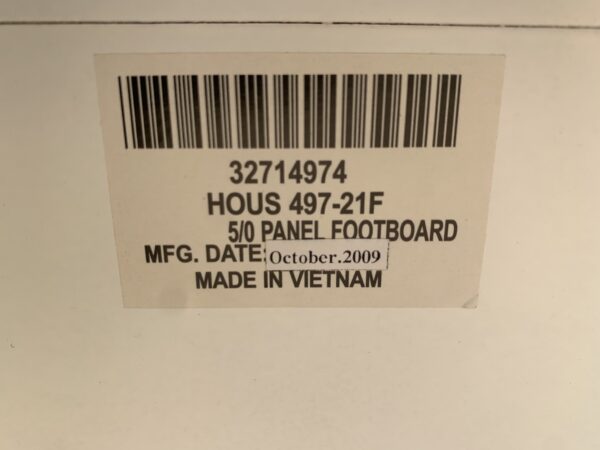 32714974
HOUS 497-21F
5/0 PANEL FOOTBOARD
MFG. DATE: October.2009
MADE IN VIETNAM